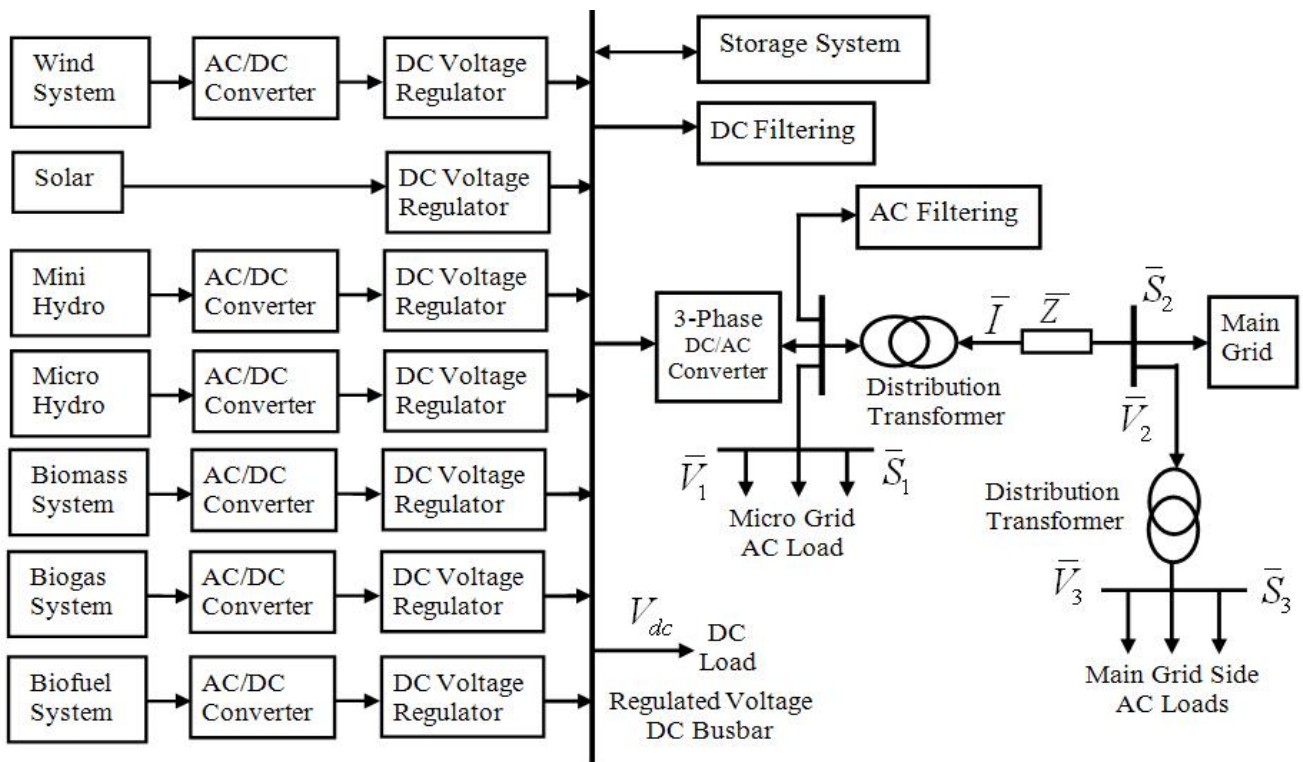 Wind
System
AC/DC
Converter
DC Voltage
Regulator
Solar
DC Voltage
Regulator
Mini
Hydro
AC/DC
Converter
DC Voltage
Regulator
Micro
Hydro
AC/DC
Converter
DC Voltage
Regulator
Biomass
System
AC/DC
Converter
DC Voltage
Regulator
Biogas
System
AC/DC
Converter
DC Voltage
Regulator
Biofuel
System
AC/DC
Converter
DC Voltage
Regulator
Storage System
DC Filtering
AC Filtering
3-Phase
DC/AC
Converter
Distribution
Transformer
I̅
Z̅
S̅₂
Main
Grid
V̅₂
V̅₁
S̅₁
Micro Grid
AC Load
Distribution
Transformer
V̅₃
S̅₃
Main Grid Side
AC Loads
V_dc
DC
Load
Regulated Voltage
DC Busbar